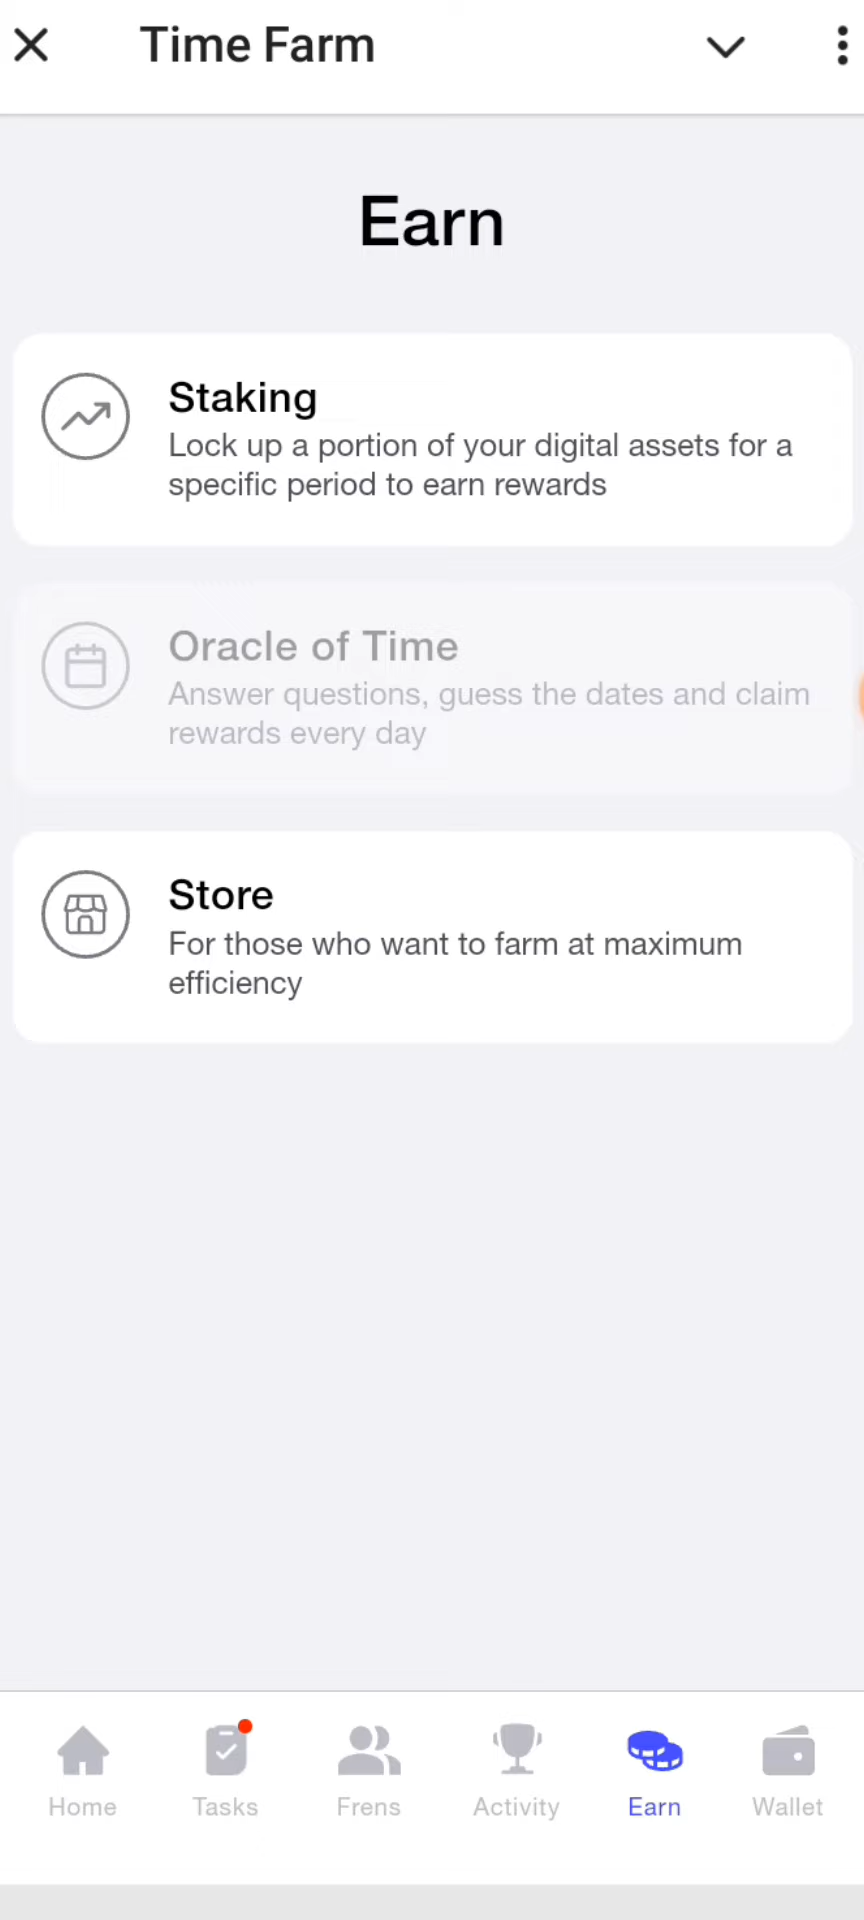 Time Farm
Earn
Staking
Lock up a portion of your digital assets for a
specific period to earn rewards
Oracle of Time
Answer questions, guess the dates and claim
rewards every day
Store
For those who want to farm at maximum
efficiency
Home Tasks Frens Activity Earn Wallet